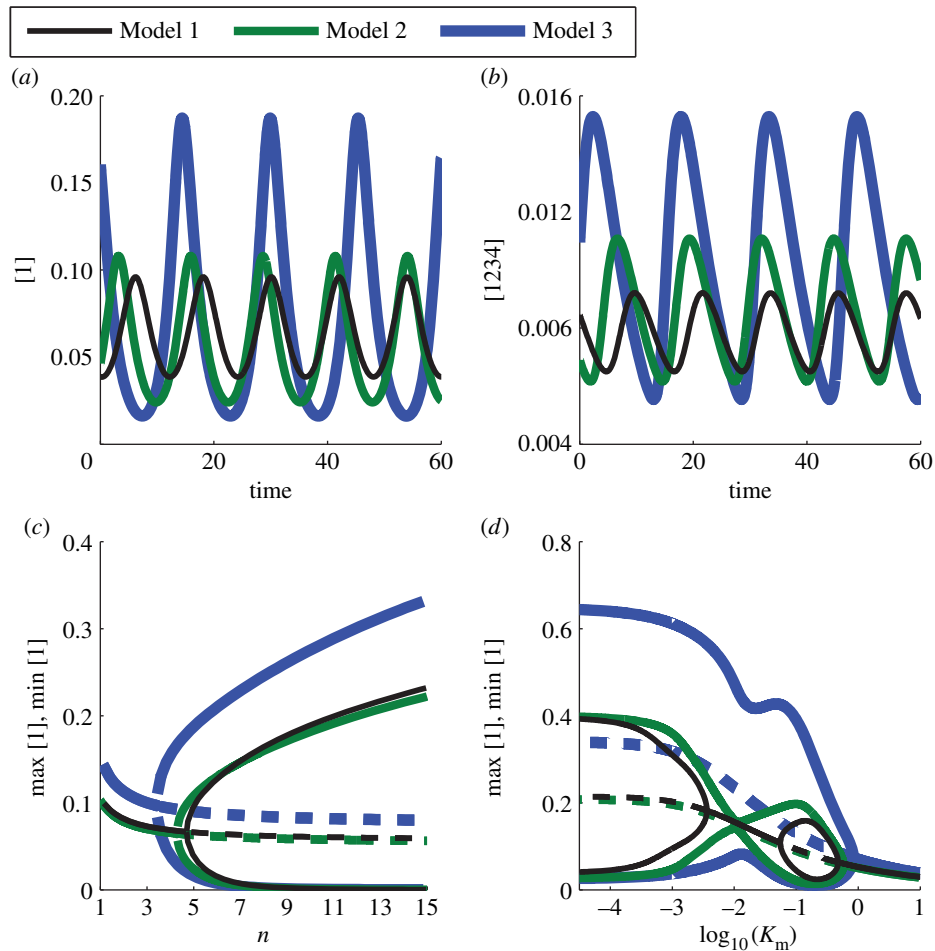 Model 1 Model 2 Model 3
(a) (b)
0.20
0.15
0.10
0.05
[1]
0 20 40 60
time
0.016
0.012
0.006
0.004
[1234]
0 20 40 60
time
(c) (d)
0.4
0.3
0.2
0.1
0
max [1], min [1]
1 3 5 7 9 11 13 15
n
0.8
0.6
0.4
0.2
0
max [1], min [1]
−4 −3 −2 −1 0 1
log10(Km)